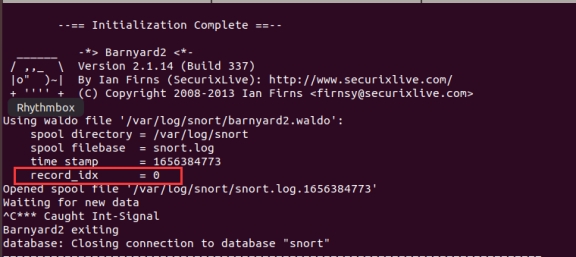 --== Initialization Complete ==--
______   -*> Barnyard2 <*-
/ ,,_  \  Version 2.1.14 (Build 337)
|o"  )~|  By Ian Firns (SecurixLive): http://www.securixlive.com/
+ '''' +  (C) Copyright 2008-2013 Ian Firns <firnsy@securixlive.com>
Rhythmbox
Using waldo file '/var/log/snort/barnyard2.waldo':
spool directory = /var/log/snort
spool filebase  = snort.log
time stamp      = 1656384773
record_idx      = 0
Opened spool file '/var/log/snort/snort.log.1656384773'
Waiting for new data
^C*** Caught Int-Signal
Barnyard2 exiting
database: Closing connection to database "snort"
===============================================================================